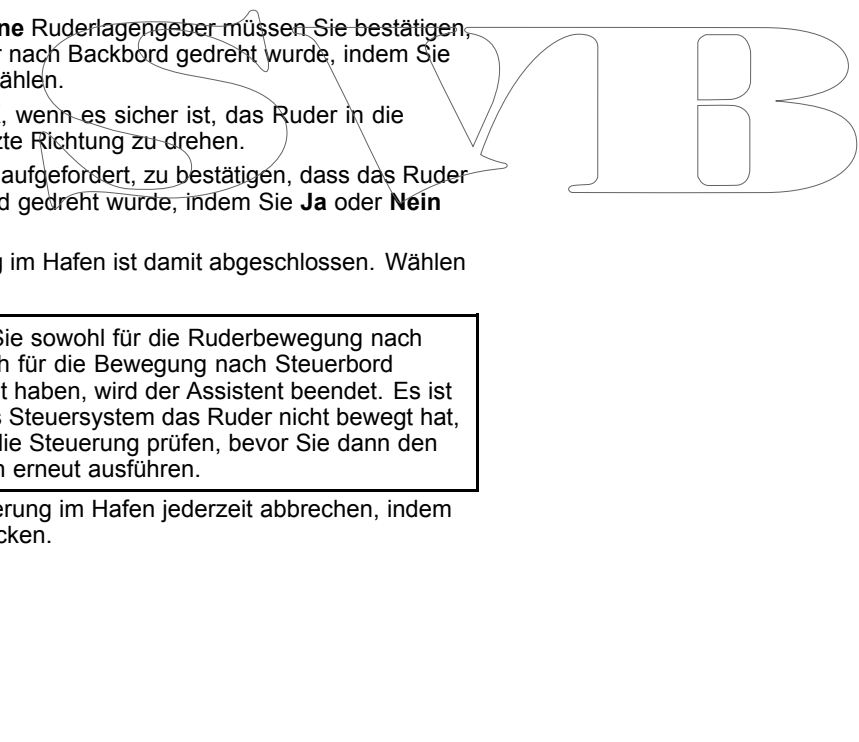 ne Ruderlagengeber müssen Sie bestätigen,
r nach Backbord gedreht wurde, indem Sie
ählen.
, wenn es sicher ist, das Ruder in die
zte Richtung zu drehen.
aufgefordert, zu bestätigen, dass das Ruder
d gedreht wurde, indem Sie Ja oder Nein
g im Hafen ist damit abgeschlossen. Wählen
Sie sowohl für die Ruderbewegung nach
h für die Bewegung nach Steuerbord
t haben, wird der Assistent beendet. Es ist
s Steuersystem das Ruder nicht bewegt hat,
die Steuerung prüfen, bevor Sie dann den
n erneut ausführen.
erung im Hafen jederzeit abbrechen, indem
cken.
SVB